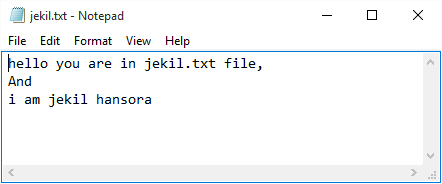 jekil.txt - Notepad
File Edit Format View Help
hello you are in jekil.txt file,
And
i am jekil hansora